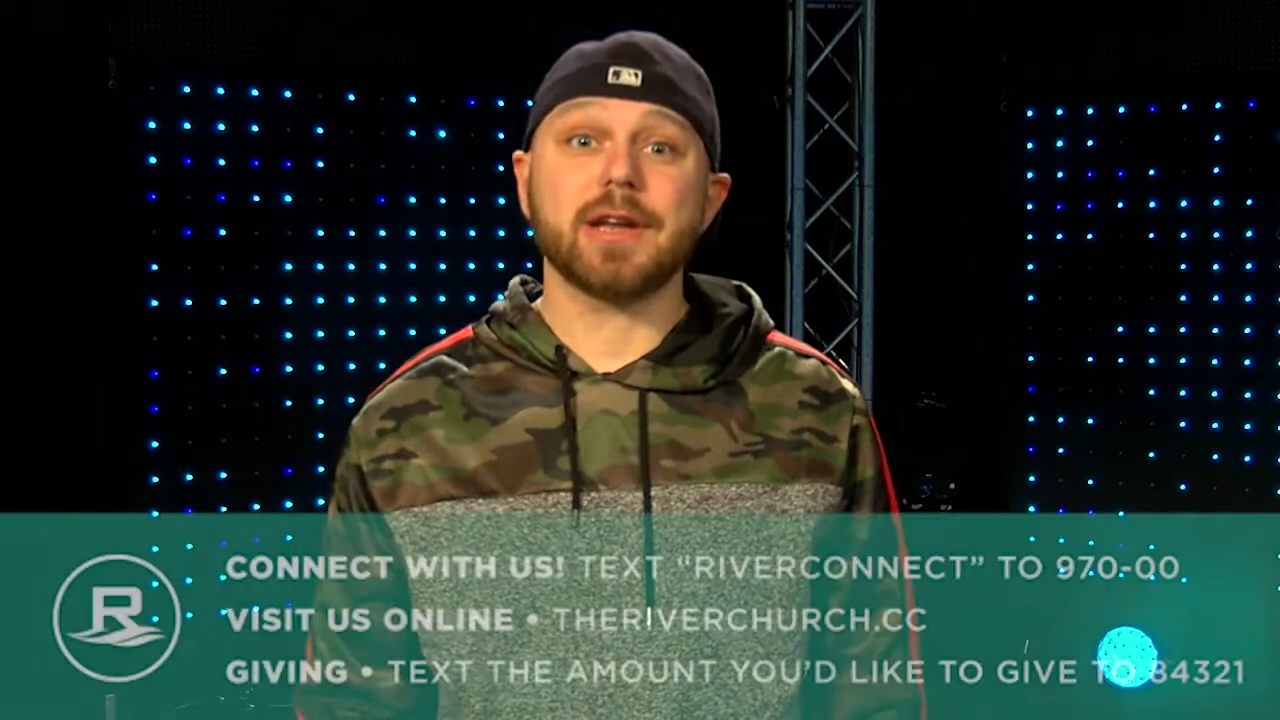 CONNECT WITH US! TEXT “RIVERCONNECT” TO 970-00
VISIT US ONLINE • THERIVERCHURCH.CC
GIVING • TEXT THE AMOUNT YOU’D LIKE TO GIVE TO 84321
R